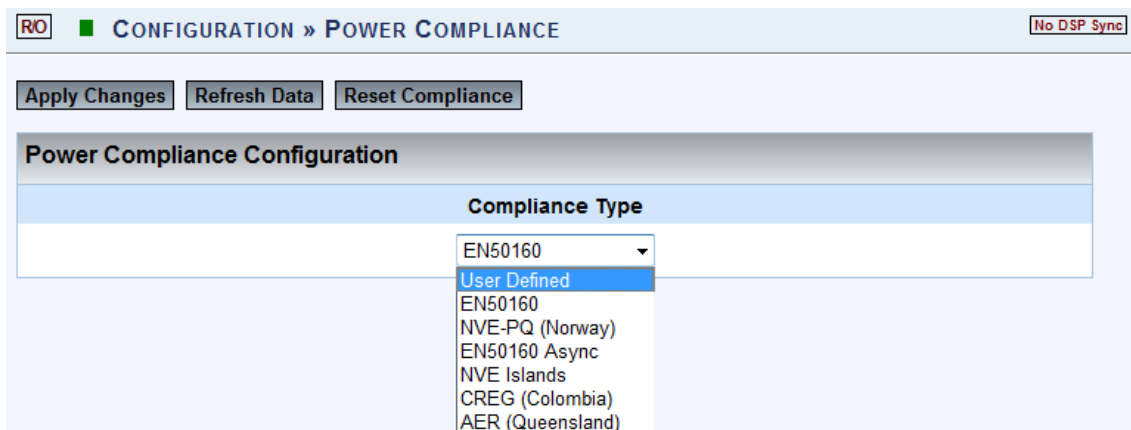 R/O CONFIGURATION » POWER COMPLIANCE No DSP Sync
Apply Changes Refresh Data Reset Compliance
Power Compliance Configuration
Compliance Type
EN50160
User Defined
EN50160
NVE-PQ (Norway)
EN50160 Async
NVE Islands
CREG (Colombia)
AER (Queensland)